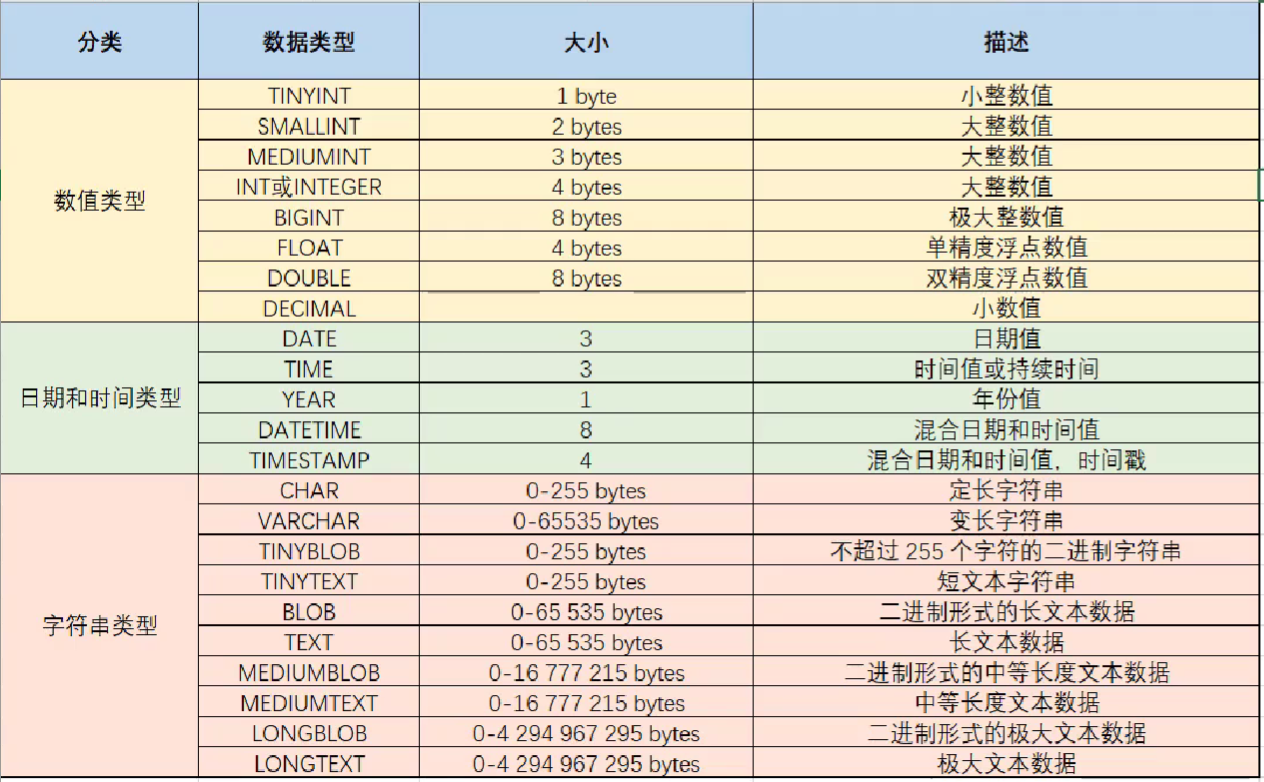 分类 数据类型 大小 描述
数值类型
TINYINT 1 byte 小整数值
SMALLINT 2 bytes 大整数值
MEDIUMINT 3 bytes 大整数值
INT或INTEGER 4 bytes 大整数值
BIGINT 8 bytes 极大整数值
FLOAT 4 bytes 单精度浮点数值
DOUBLE 8 bytes 双精度浮点数值
DECIMAL 小数值
日期和时间类型
DATE 3 日期值
TIME 3 时间值或持续时间
YEAR 1 年份值
DATETIME 8 混合日期和时间值
TIMESTAMP 4 混合日期和时间值，时间戳
字符串类型
CHAR 0-255 bytes 定长字符串
VARCHAR 0-65535 bytes 变长字符串
TINYBLOB 0-255 bytes 不超过 255 个字符的二进制字符串
TINYTEXT 0-255 bytes 短文本字符串
BLOB 0-65 535 bytes 二进制形式的长文本数据
TEXT 0-65 535 bytes 长文本数据
MEDIUMBLOB 0-16 777 215 bytes 二进制形式的中等长度文本数据
MEDIUMTEXT 0-16 777 215 bytes 中等长度文本数据
LONGBLOB 0-4 294 967 295 bytes 二进制形式的极大文本数据
LONGTEXT 0-4 294 967 295 bytes 极大文本数据